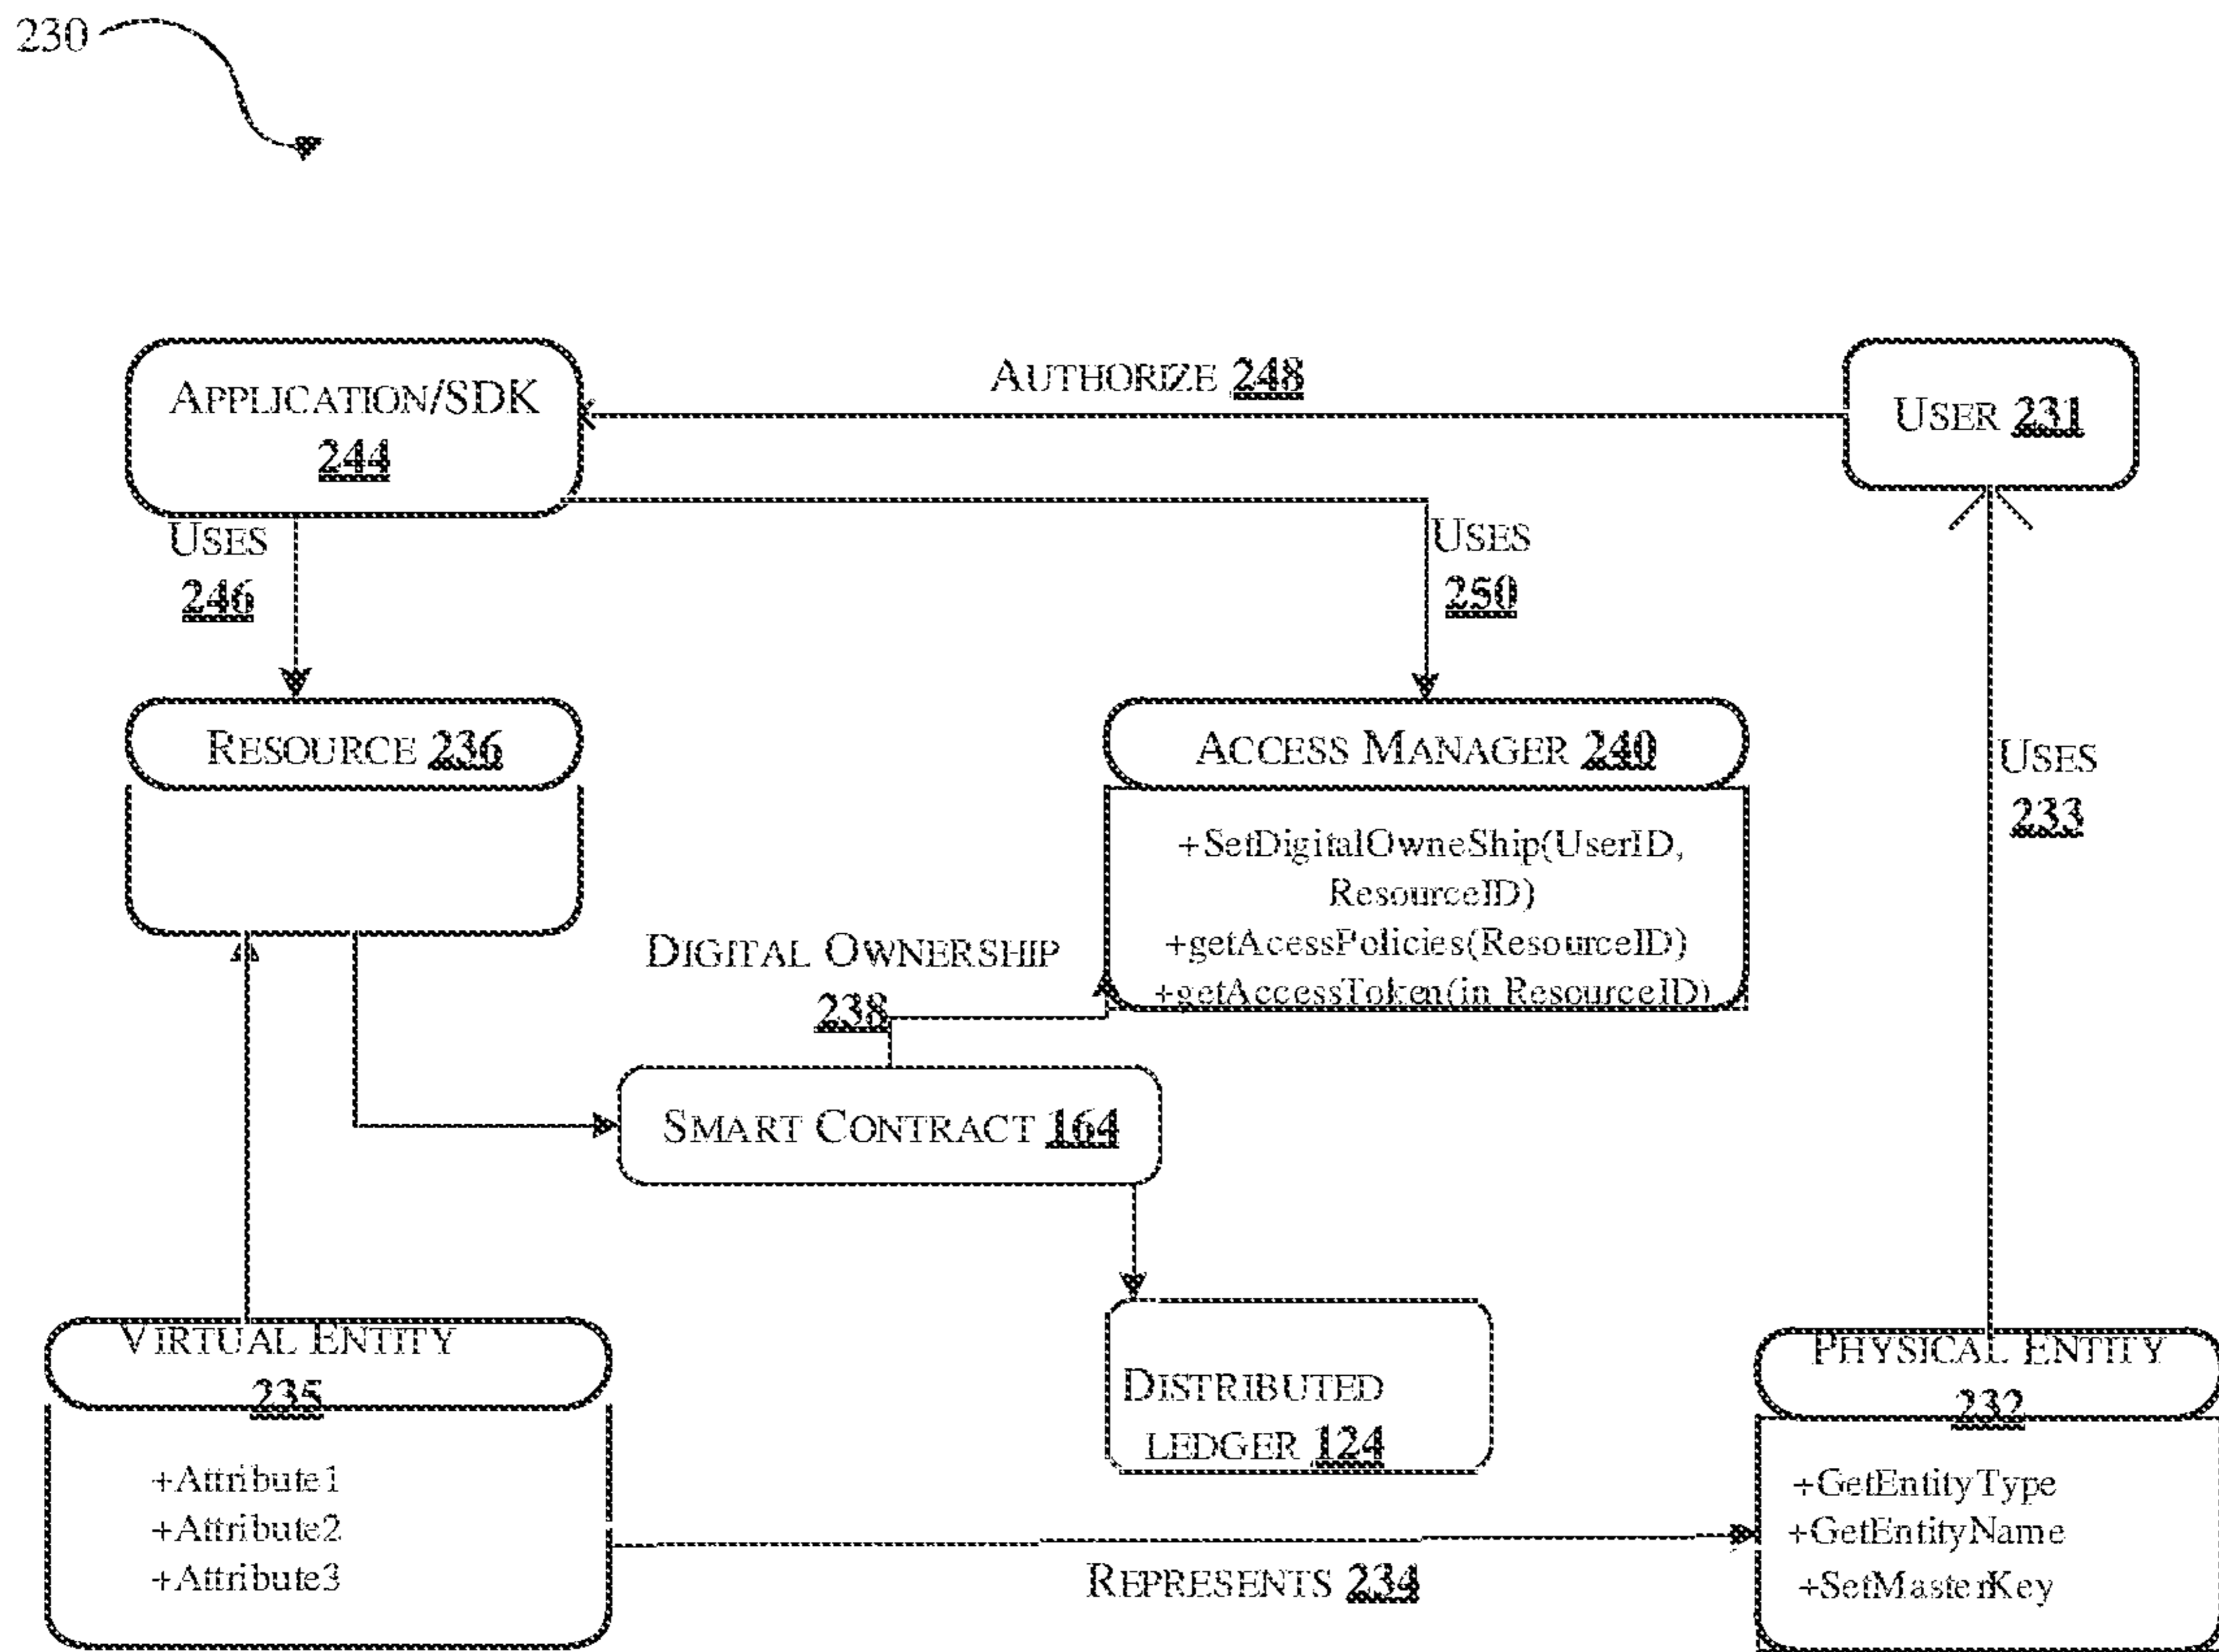 230
AUTHORIZE 248
APPLICATION/SDK
244
USER 231
USES
246
USES
250
RESOURCE 236
ACCESS MANAGER 240
USES
233
+SetDigitalOwneShip(UserID,
ResourceID)
+getAcessPolicies(ResourceID)
+getAccessToken(in ResourceID)
DIGITAL OWNERSHIP
238
SMART CONTRACT 164
VIRTUAL ENTITY
235
PHYSICAL ENTITY
232
DISTRIBUTED
LEDGER 124
+Attribute1
+Attribute2
+Attribute3
+GetEntityType
+GetEntityName
+SetMasterKey
REPRESENTS 234